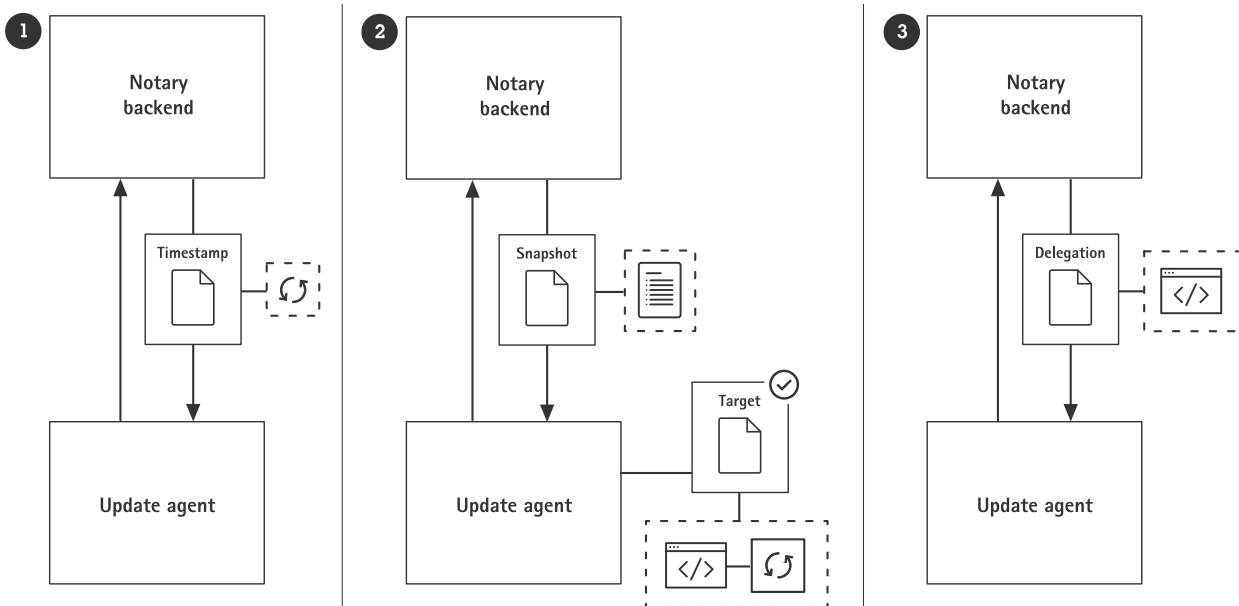 1
Notary
backend
Timestamp
Update agent
2
Notary
backend
Snapshot
Target
Update agent
</>
3
Notary
backend
Delegation
</>
Update agent